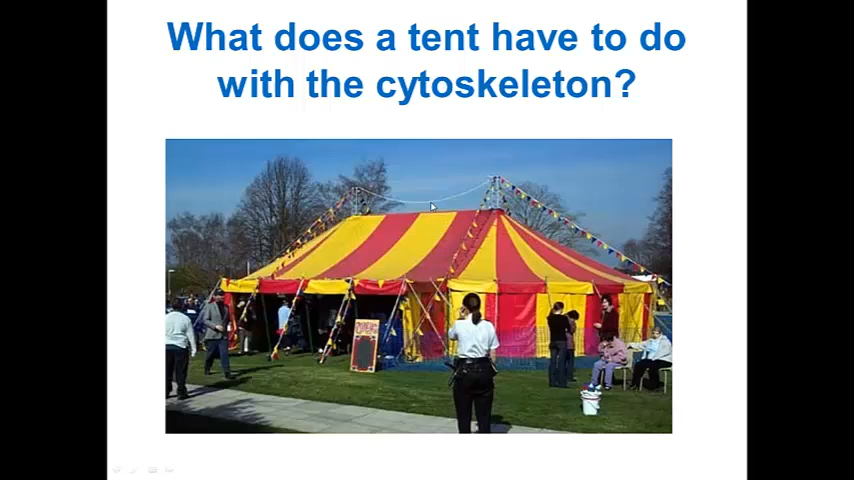 What does a tent have to do
with the cytoskeleton?